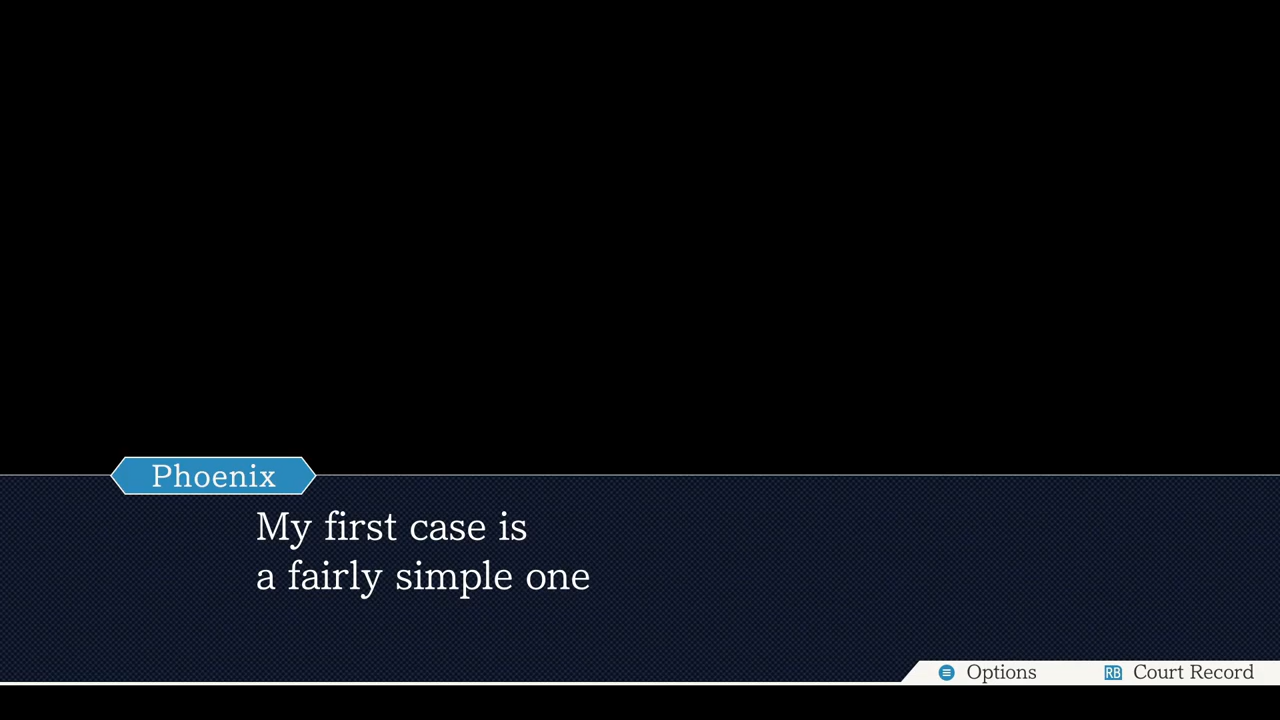 Phoenix
My first case is
a fairly simple one
Options
RB Court Record